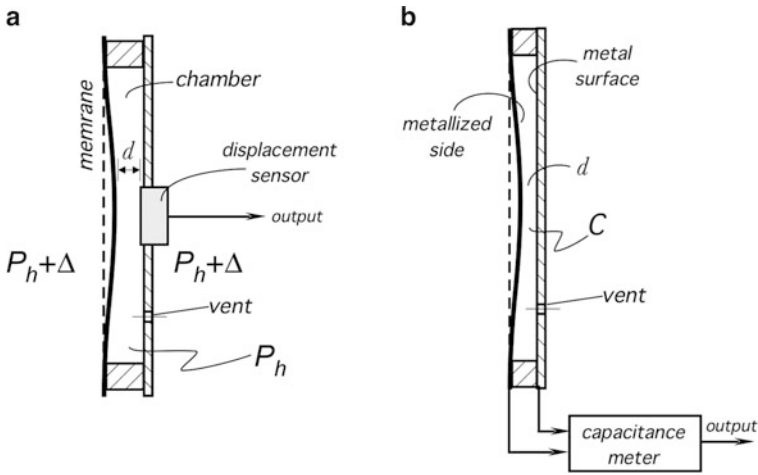 a
chamber
memrane
d
displacement
sensor
output
P_h+Δ
P_h+Δ
vent
P_h
b
metal
surface
metallized
side
d
C
vent
capacitance
meter
output